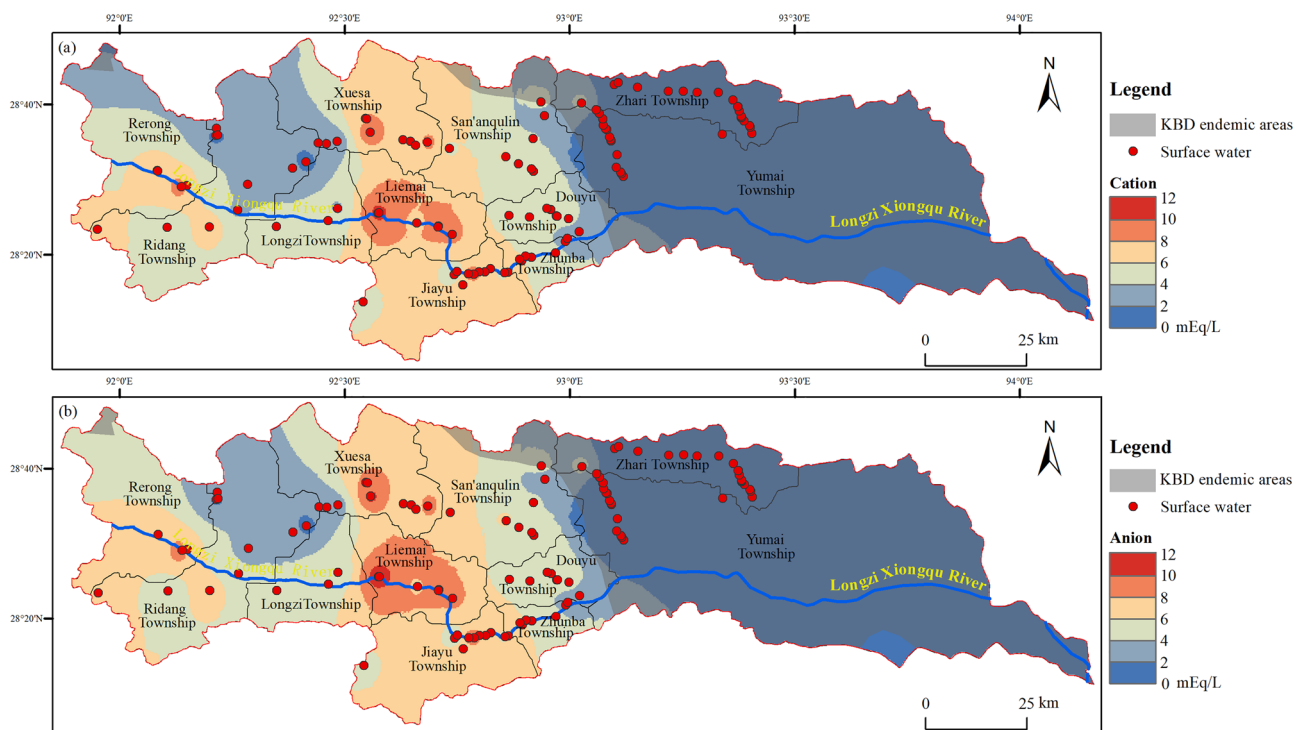 92°0'E 92°30'E 93°0'E 93°30'E 94°0'E
(a)
N
28°40'N
28°20'N
Xuesa
Township
Zhari Township
Rerong
Township
San'anqulin
Township
Yumai
Township
Longzi Xiongqu River
Liemai
Township
Douyu
Township
Longzi Xiongqu River
Ridang
Township
LongziTownship
Zhunba
Township
Jiayu
Township
0 25 km
Legend
KBD endemic areas
Surface water
Cation
12
10
8
6
4
2
0 mEq/L
92°0'E 92°30'E 93°0'E 93°30'E 94°0'E
(b)
N
28°40'N
28°20'N
Xuesa
Township
Zhari Township
Rerong
Township
San'anqulin
Township
Yumai
Township
Longzi Xiongqu River
Liemai
Township
Douyu
Township
Longzi Xiongqu River
Ridang
Township
LongziTownship
Zhunba
Township
Jiayu
Township
0 25 km
Legend
KBD endemic areas
Surface water
Anion
12
10
8
6
4
2
0 mEq/L